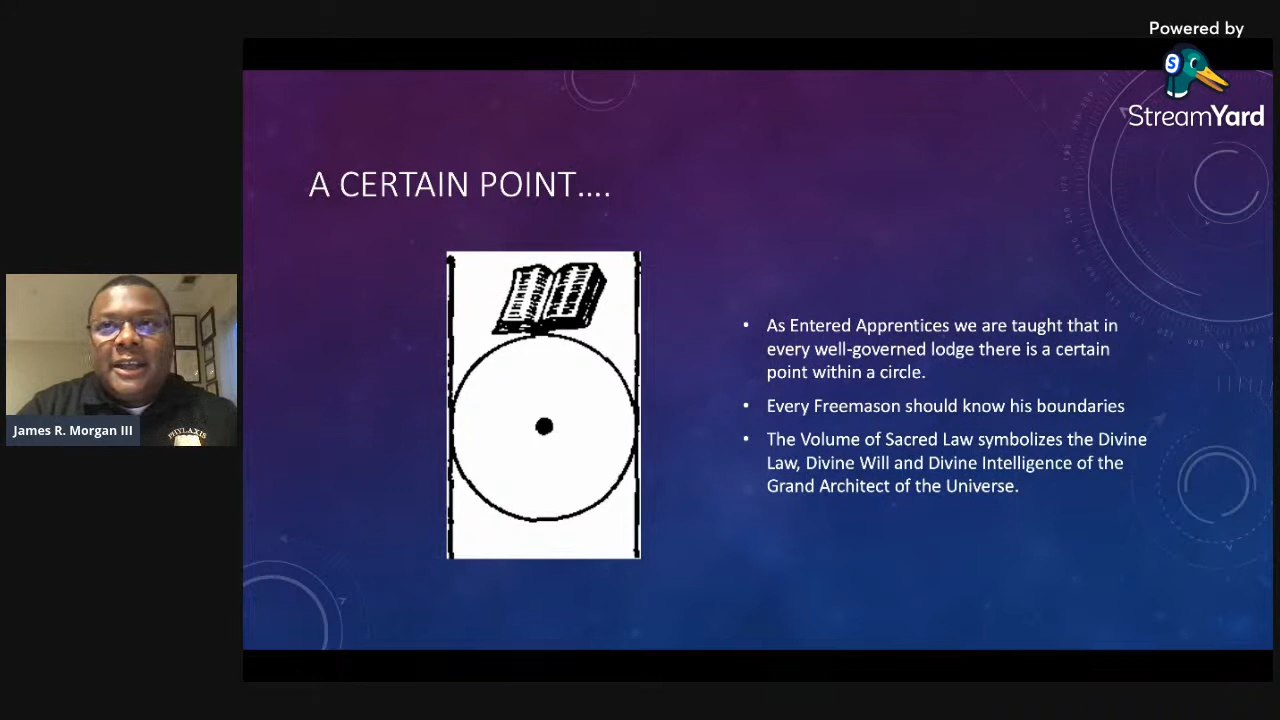 Powered by
StreamYard
A CERTAIN POINT....
• As Entered Apprentices we are taught that in
every well-governed lodge there is a certain
point within a circle.
• Every Freemason should know his boundaries
• The Volume of Sacred Law symbolizes the Divine
Law, Divine Will and Divine Intelligence of the
Grand Architect of the Universe.
James R. Morgan III
PHYLAXIS